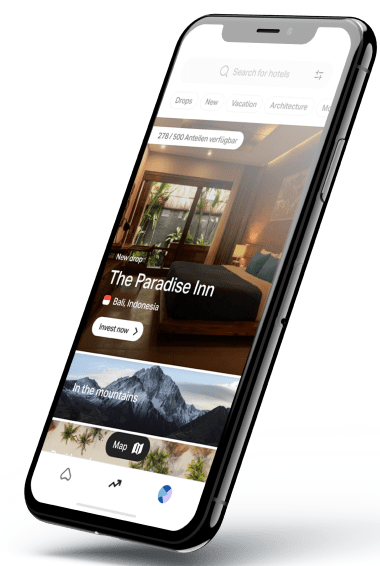 Search for hotels
Drops New Vacation Architecture
278 / 500 Anteilen verfügbar
New drop
The Paradise Inn
Bali, Indonesia
Invest now
In the mountains
Map